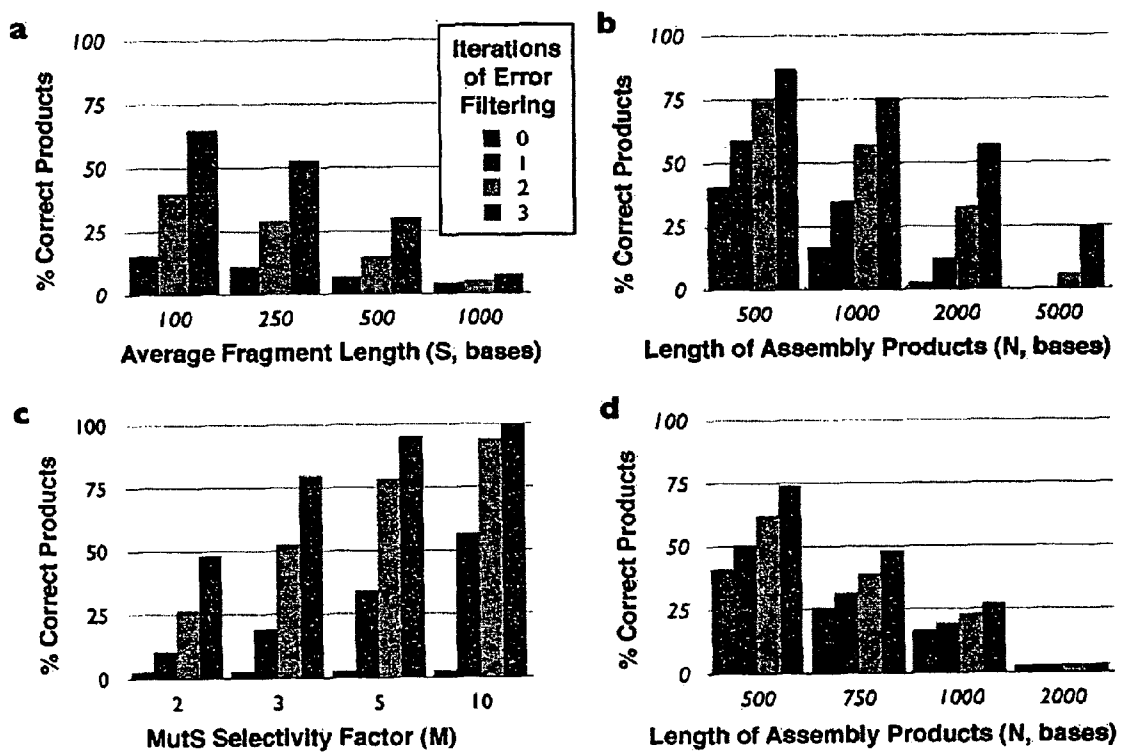 a
100
75
50
25
0
% Correct Products
100 250 500 1000
Average Fragment Length (S, bases)
Iterations
of Error
Filtering
0
1
2
3
b
100
75
50
25
0
% Correct Products
500 1000 2000 5000
Length of Assembly Products (N, bases)
c
100
75
50
25
0
% Correct Products
2 3 5 10
MutS Selectivity Factor (M)
d
100
75
50
25
0
% Correct Products
500 750 1000 2000
Length of Assembly Products (N, bases)